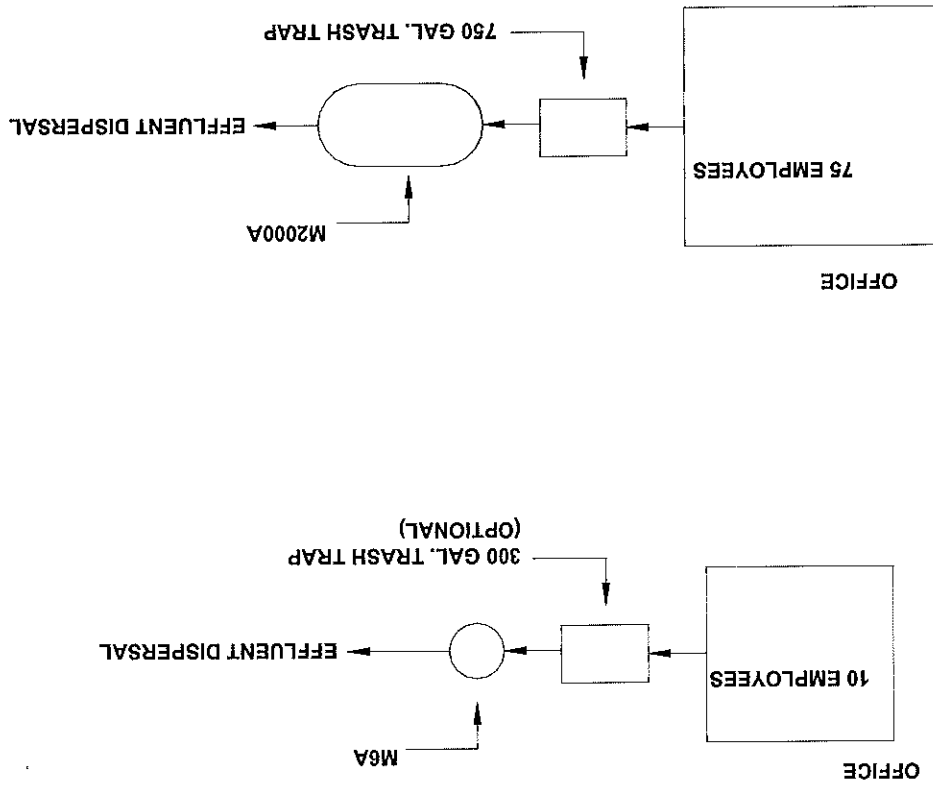 OFFICE
10 EMPLOYEES
M6A
EFFLUENT DISPERSAL
300 GAL. TRASH TRAP
(OPTIONAL)
OFFICE
75 EMPLOYEES
M2000A
EFFLUENT DISPERSAL
750 GAL. TRASH TRAP